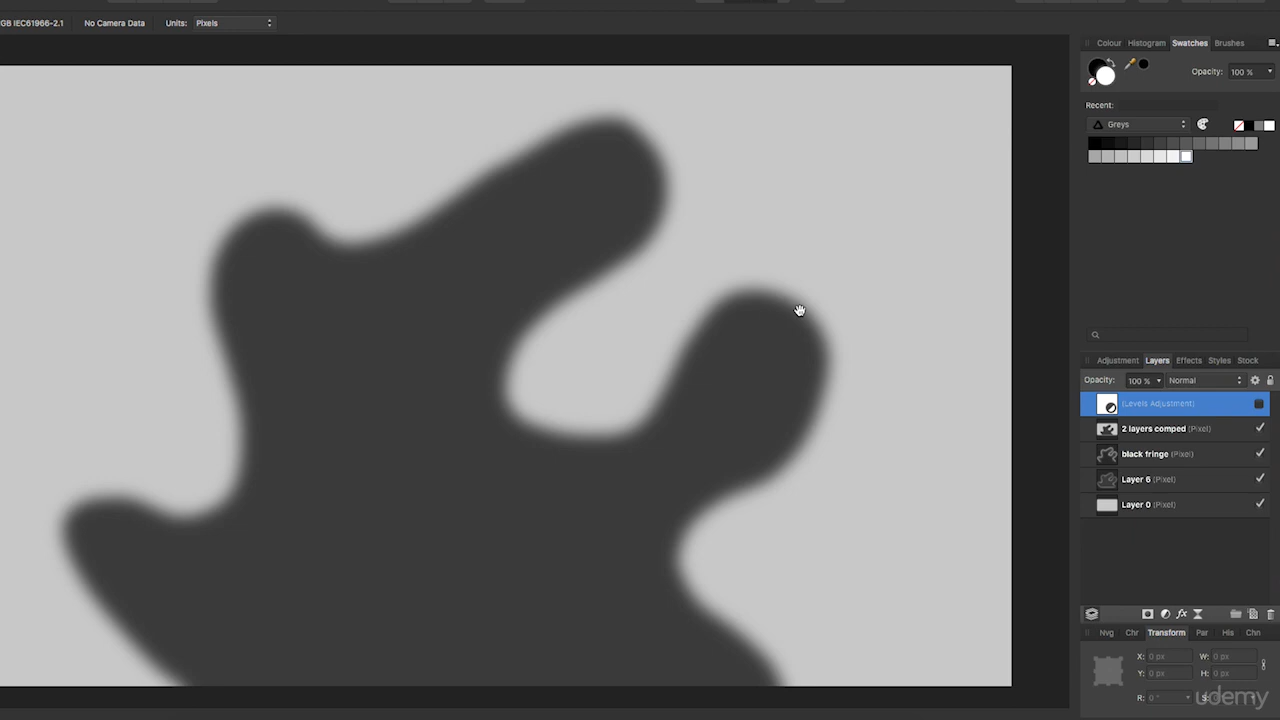 GB IEC61966-2.1 No Camera Data Units: Pixels
Colour Histogram Swatches Brushes
Opacity: 100 %
Recent:
Greys
Adjustment Layers Effects Styles Stock
Opacity: 100 % Normal
(Levels Adjustment)
2 layers comped (Pixel)
black fringe (Pixel)
Layer 6 (Pixel)
Layer 0 (Pixel)
fx
Nvg Chr Transform Par His Chn
X: 0 px W: 0 px
Y: 0 px H: 0 px
R: 0 ° S:
udemy